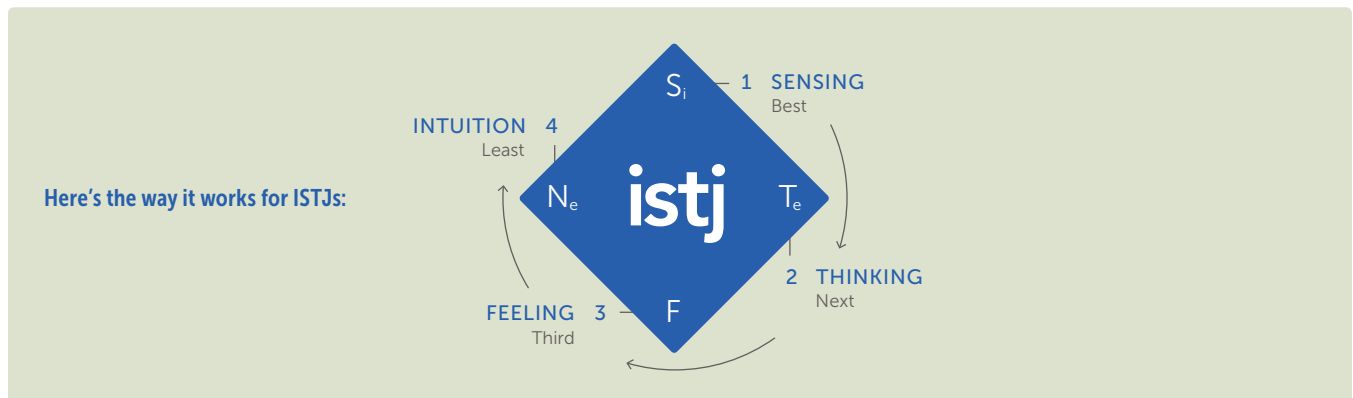 Here's the way it works for ISTJs:
Si
1 SENSING
Best
INTUITION 4
Least
Ne
istj
Te
2 THINKING
Next
FEELING 3
Third
F